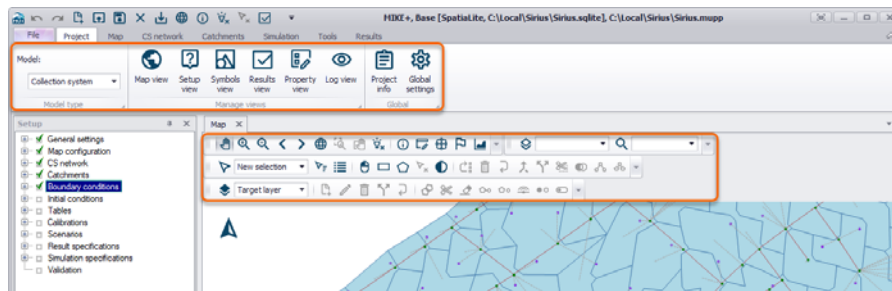 MIKE+, Base [SpatiaLite, C:\Local\Sirius\Sirius.sqlite], C:\Local\Sirius\Sirius.mupp
File Project Map CS network Catchments Simulation Tools Results
Model:
Collection system
Map view Setup view Symbols view Results view Property view Log view Project info Global settings
Model type Manage views Global
Setup
Map
General settings
Map configuration
CS network
Catchments
Boundary conditions
Initial conditions
Tables
Calibrations
Scenarios
Result specifications
Simulation specifications
Validation
New selection
Target layer